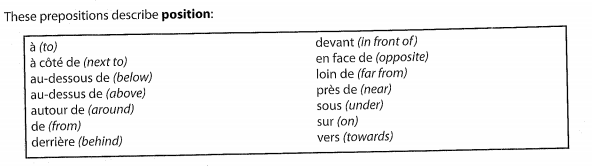 These prepositions describe position:
à (to)
à côté de (next to)
au-dessous de (below)
au-dessus de (above)
autour de (around)
de (from)
derrière (behind)
devant (in front of)
en face de (opposite)
loin de (far from)
près de (near)
sous (under)
sur (on)
vers (towards)